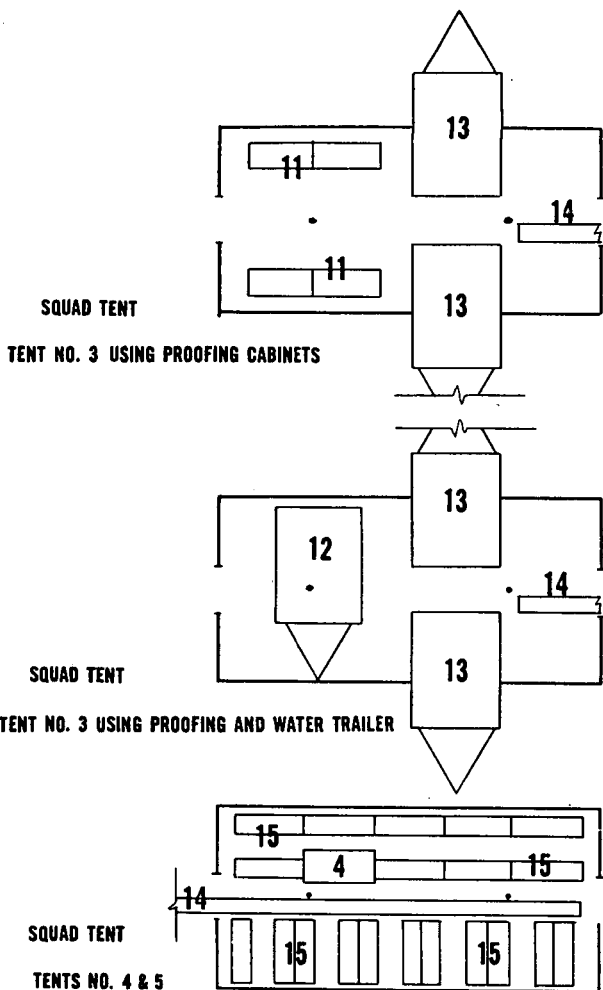 13
11
14
11
13
SQUAD TENT
TENT NO. 3 USING PROOFING CABINETS
13
12
14
13
SQUAD TENT
TENT NO. 3 USING PROOFING AND WATER TRAILER
15
4
15
14
SQUAD TENT
15
15
TENTS NO. 4 & 5